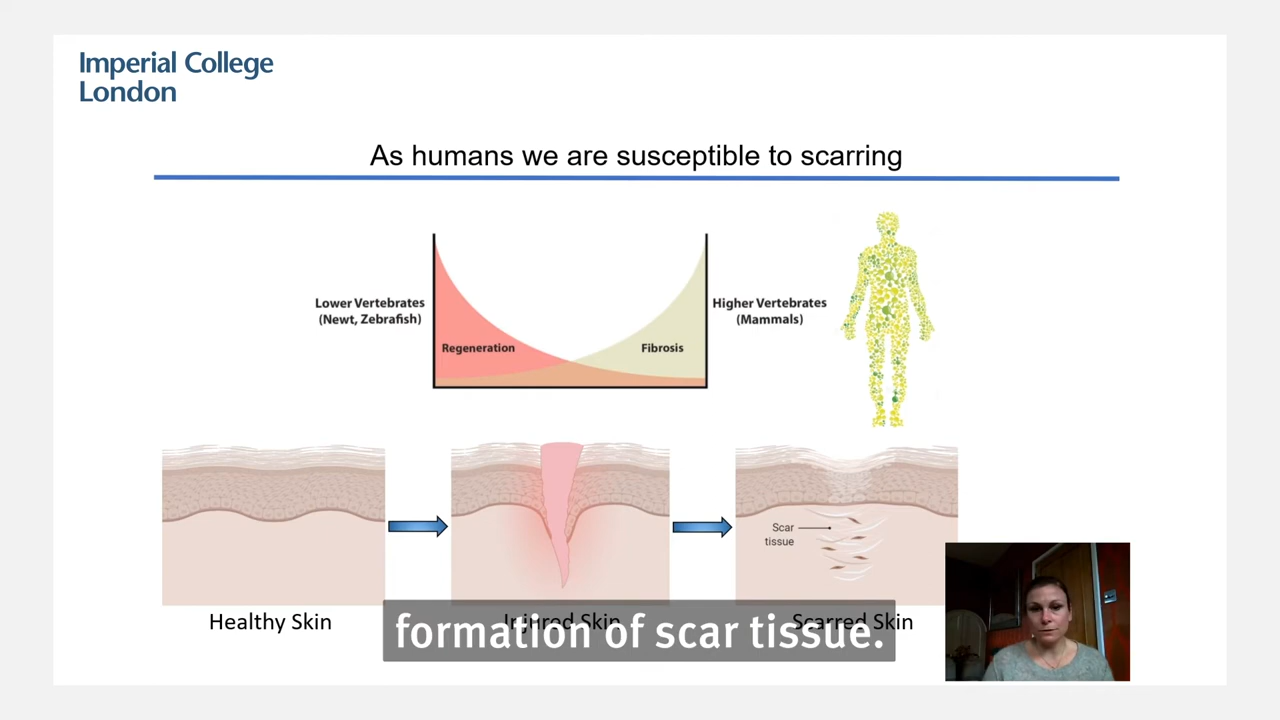 Imperial College
London
As humans we are susceptible to scarring
Lower Vertebrates
(Newt, Zebrafish)
Regeneration
Fibrosis
Higher Vertebrates
(Mammals)
Scar
tissue
Healthy Skin
Injured Skin
Scarred Skin
formation of scar tissue.